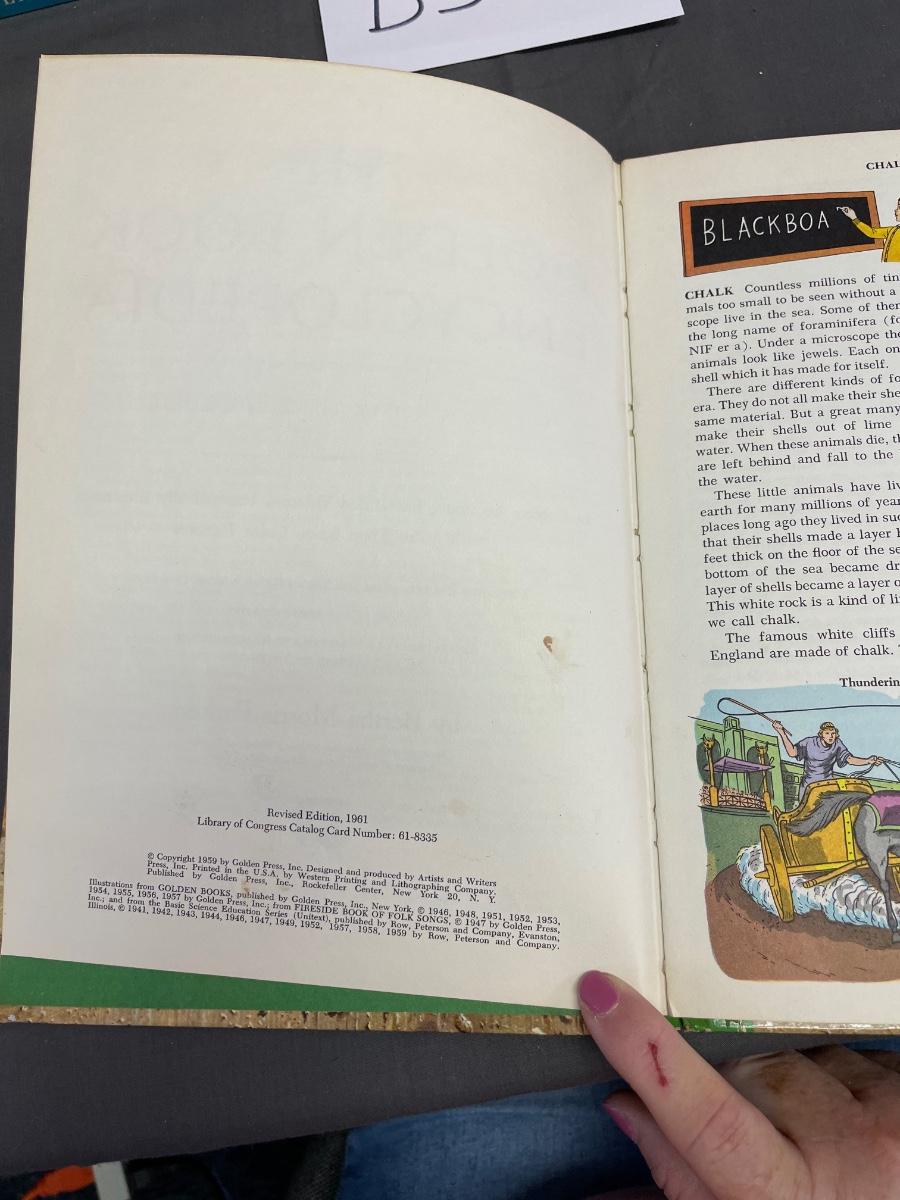 Revised Edition, 1961
Library of Congress Catalog Card Number: 61-8335
© Copyright 1959 by Golden Press, Inc. Designed and produced by Artists and Writers
Press, Inc. Printed in the U.S.A. by Western Printing and Lithographing Company.
Published by Golden Press, Inc., Rockefeller Center, New York 20, N. Y.
Illustrations from GOLDEN BOOKS, published by Golden Press, Inc., New York, © 1946, 1948, 1951, 1952, 1953,
1954, 1955, 1956, 1957 by Golden Press, Inc.; from FIRESIDE BOOK OF FOLK SONGS, © 1947 by Golden Press,
Inc.; and from the Basic Science Education Series (Unitext), published by Row, Peterson and Company, Evanston,
Illinois, © 1941, 1942, 1943, 1944, 1946, 1947, 1949, 1952, 1957, 1958, 1959 by Row, Peterson and Company.
CHAL
BLACKBOA
CHALK Countless millions of tin
mals too small to be seen without a
scope live in the sea. Some of ther
the long name of foraminifera (fo
NIF er a). Under a microscope the
animals look like jewels. Each on
shell which it has made for itself.
There are different kinds of fo
era. They do not all make their she
same material. But a great many
make their shells out of lime
water. When these animals die, th
are left behind and fall to the
the water.
These little animals have liv
earth for many millions of year
places long ago they lived in suc
that their shells made a layer
feet thick on the floor of the se
bottom of the sea became dr
layer of shells became a layer o
This white rock is a kind of li
we call chalk.
The famous white cliffs
England are made of chalk.
Thunderin